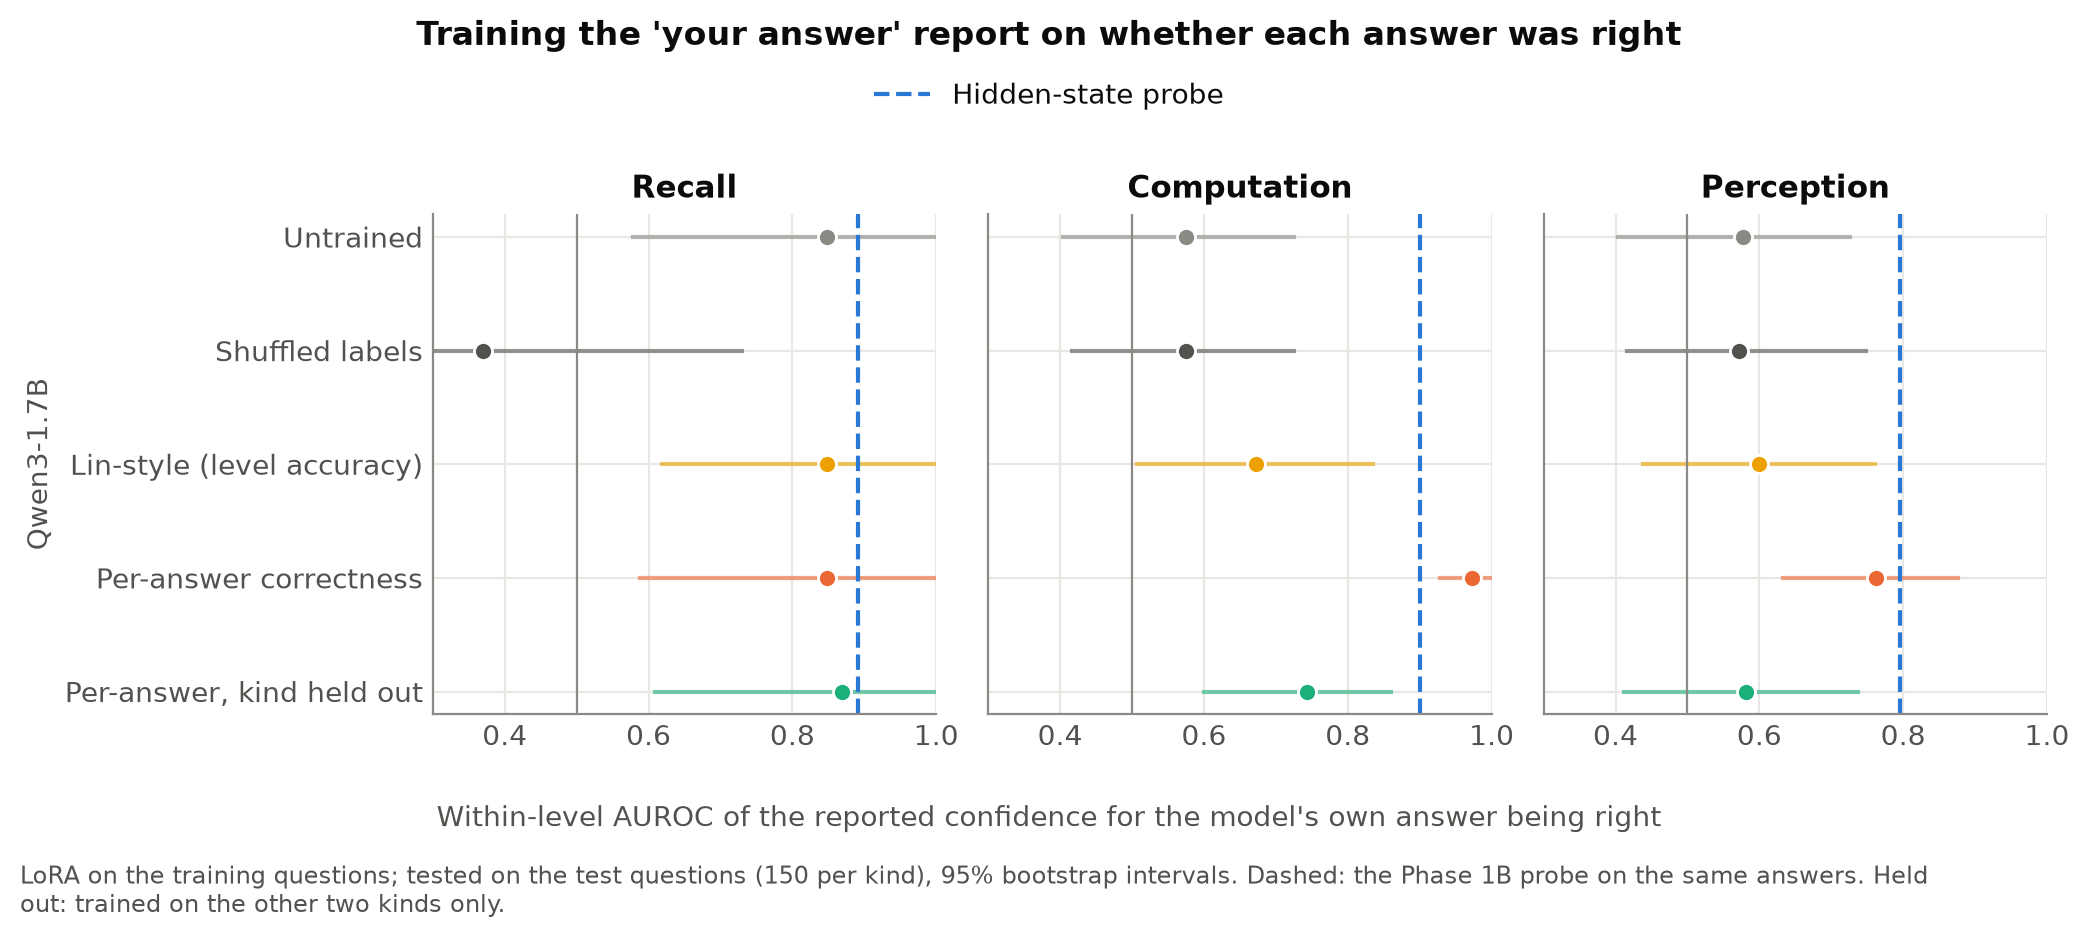 Training the 'your answer' report on whether each answer was right
Hidden-state probe
Recall
Computation
Perception
Qwen3-1.7B
Untrained
Shuffled labels
Lin-style (level accuracy)
Per-answer correctness
Per-answer, kind held out
0.4 0.6 0.8 1.0
0.4 0.6 0.8 1.0
0.4 0.6 0.8 1.0
Within-level AUROC of the reported confidence for the model's own answer being right
LoRA on the training questions; tested on the test questions (150 per kind), 95% bootstrap intervals. Dashed: the Phase 1B probe on the same answers. Held
out: trained on the other two kinds only.